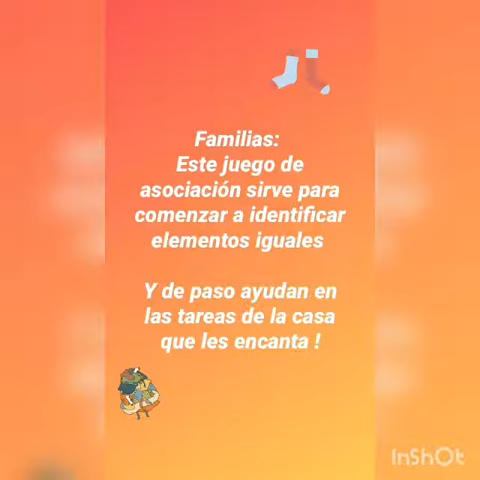 Familias:
Este juego de
asociación sirve para
comenzar a identificar
elementos iguales
Y de paso ayudan en
las tareas de la casa
que les encanta !
InShOt